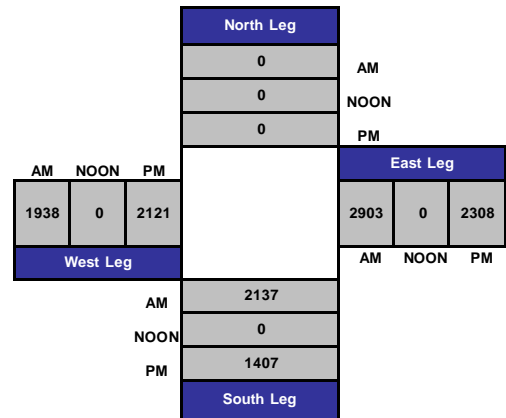 North Leg
0
AM
0
NOON
0
PM
East Leg
AM NOON PM
1938 0 2121
2903 0 2308
West Leg
AM NOON PM
AM
2137
NOON
0
PM
1407
South Leg